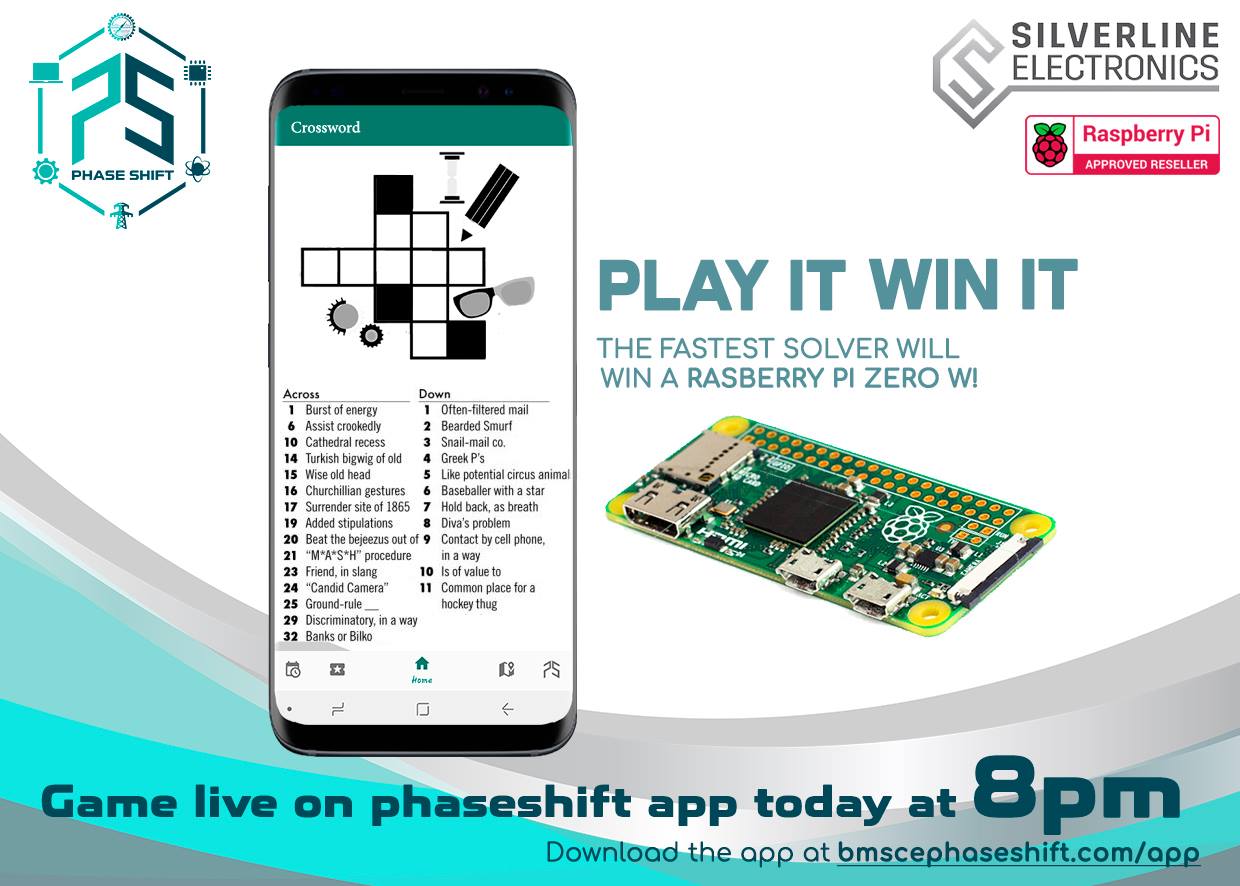 PS
PHASE SHIFT
SILVERLINE
ELECTRONICS
Raspberry Pi
APPROVED RESELLER
Crossword
PLAY IT WIN IT
THE FASTEST SOLVER WILL
WIN A RASBERRY PI ZERO W!
Across
1 Burst of energy
6 Assist crookedly
10 Cathedral recess
14 Turkish bigwig of old
15 Wise old head
16 Churchillian gestures
17 Surrender site of 1865
19 Added stipulations
20 Beat the bejeezus out of
21 "M*A*S*H" procedure
23 Friend, in slang
24 "Candid Camera"
25 Ground-rule __
29 Discriminatory, in a way
32 Banks or Bilko
Down
1 Often-filtered mail
2 Bearded Smurf
3 Snail-mail co.
4 Greek P's
5 Like potential circus animal
6 Baseballer with a star
7 Hold back, as breath
8 Diva's problem
9 Contact by cell phone,
in a way
10 Is of value to
11 Common place for a
hockey thug
Home
PS
HDMI
Game live on phaseshift app today at 8pm
Download the app at bmscephaseshift.com/app